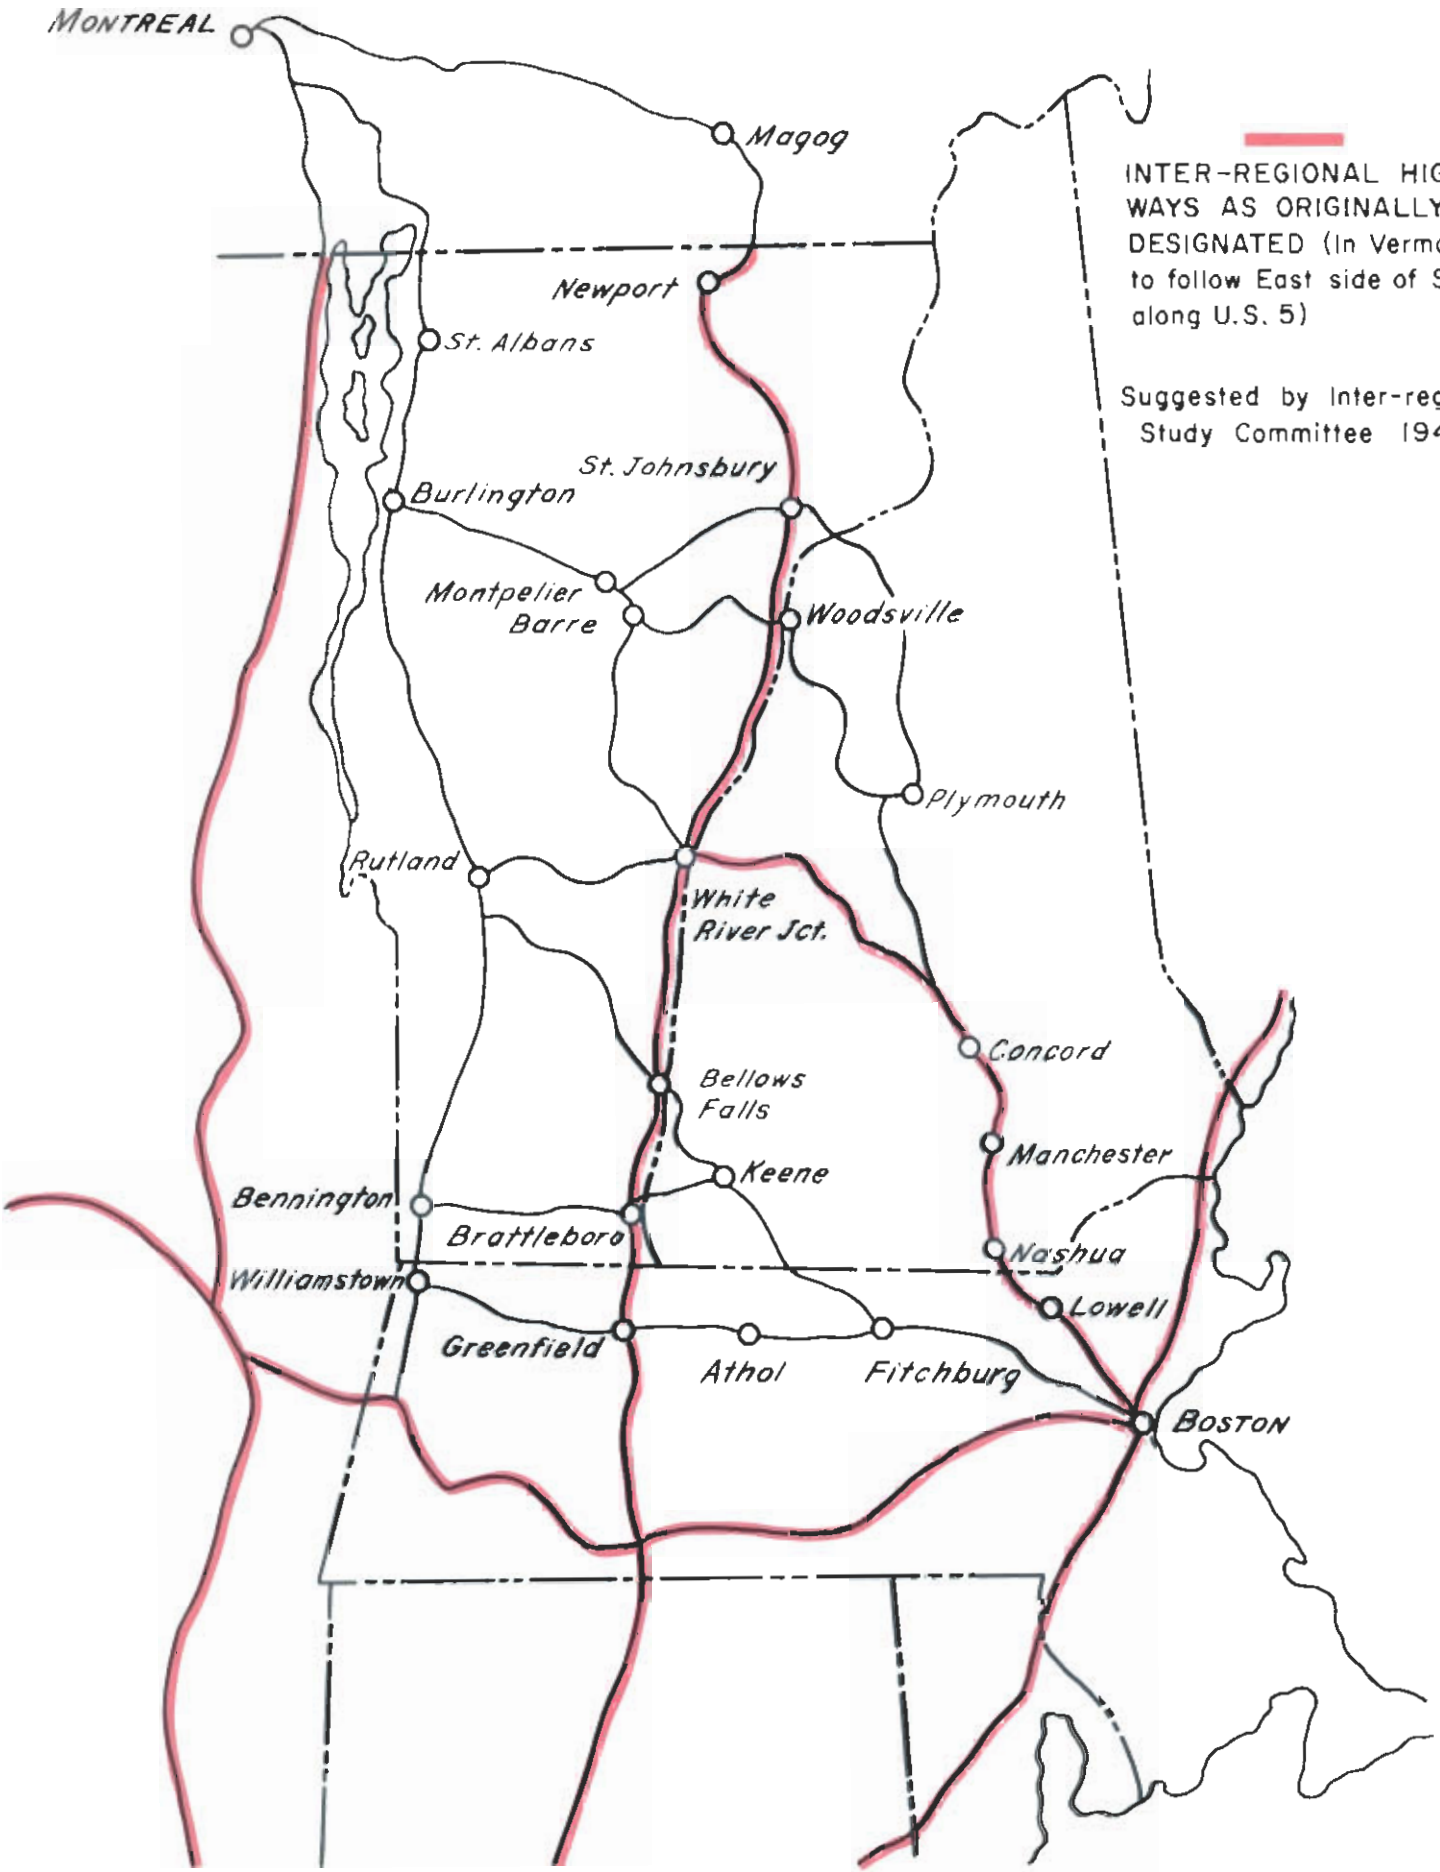 MONTREAL
Magog
INTER-REGIONAL HIG
WAYS AS ORIGINALLY
DESIGNATED (In Vermo
to follow East side of S
along U.S. 5)
Newport
St. Albans
Suggested by Inter-reg
Study Committee 194
St. Johnsbury
Burlington
Montpelier
Barre
Woodsville
Plymouth
Rutland
White
River Jct.
Concord
Bellows
Falls
Manchester
Keene
Bennington
Brattleboro
Nashua
Williamstown
Lowell
Greenfield
Athol
Fitchburg
BOSTON